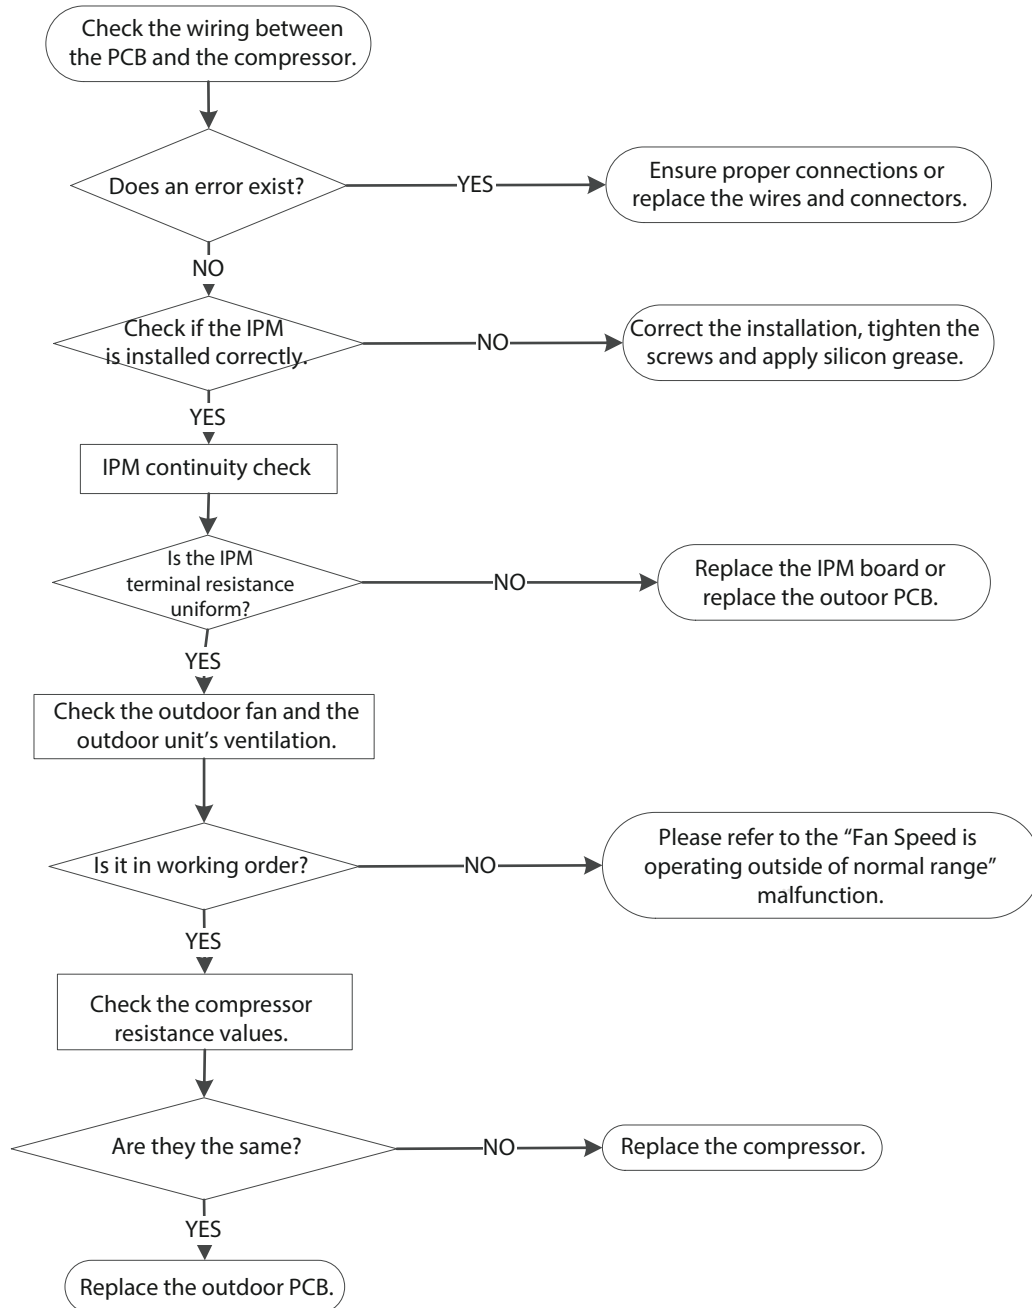 Check the wiring between
the PCB and the compressor.
Does an error exist?
YES
Ensure proper connections or
replace the wires and connectors.
NO
Check if the IPM
is installed correctly.
NO
Correct the installation, tighten the
screws and apply silicon grease.
YES
IPM continuity check
Is the IPM
terminal resistance
uniform?
NO
Replace the IPM board or
replace the outoor PCB.
YES
Check the outdoor fan and the
outdoor unit’s ventilation.
Is it in working order?
NO
Please refer to the “Fan Speed is
operating outside of normal range”
malfunction.
YES
Check the compressor
resistance values.
Are they the same?
NO
Replace the compressor.
YES
Replace the outdoor PCB.